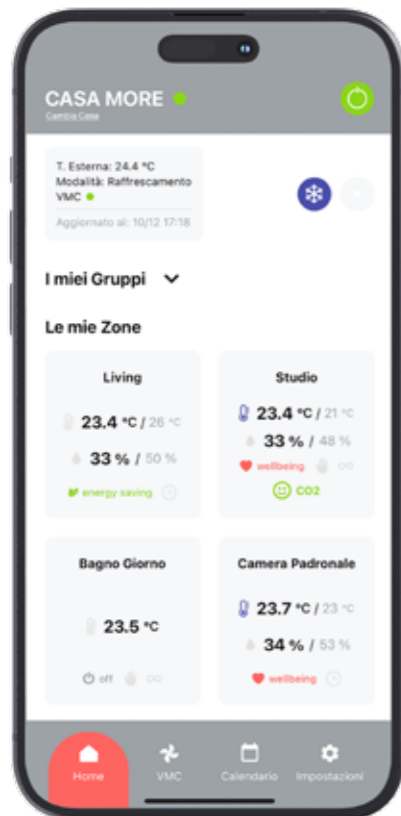 CASA MORE
Cambia Casa
T. Esterna: 24.4 °C
Modalità: Raffrescamento
VMC
Aggiornato al: 10/12 17:18
I miei Gruppi
Le mie Zone
Living
23.4 °C / 26 °C
33 % / 50 %
energy saving
Studio
23.4 °C / 21 °C
33 % / 48 %
wellbeing
CO2
Bagno Giorno
23.5 °C
off
Camera Padronale
23.7 °C / 23 °C
34 % / 53 %
wellbeing
Home
VMC
Calendario
Impostazioni